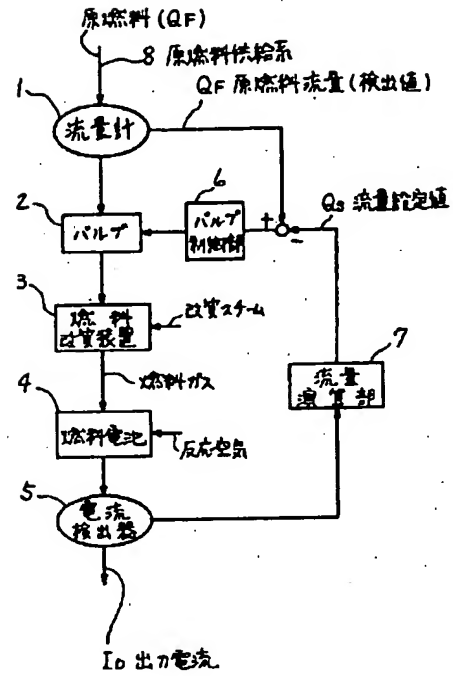 原燃料(QF)
8 原燃料供給系
QF 原燃料流量(検出値)
1
流量計
6
バルブ
制御部
+
-
Qs 流量設定値
2
バルブ
3
燃料
改質装置
改質スチーム
7
流量
演算部
燃料ガス
4
燃料電池
反応空気
5
電流
検出器
Io 出力電流